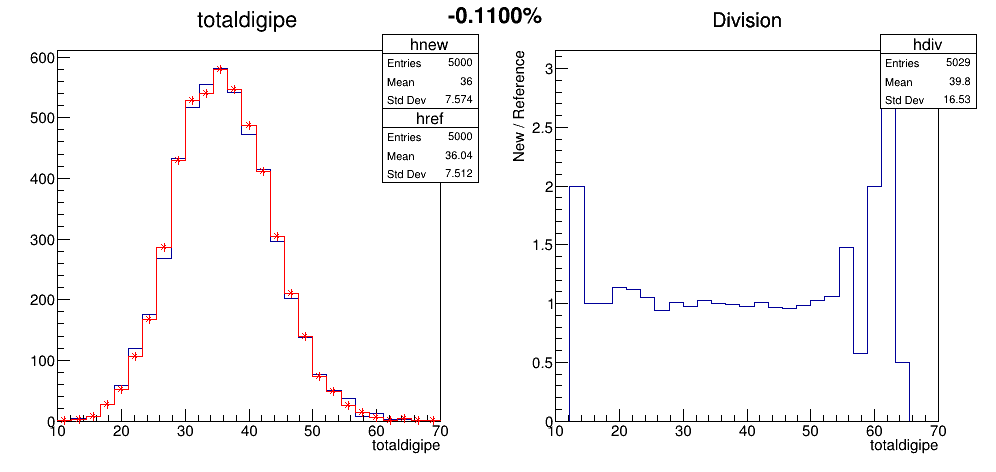 -0.1100%
totaldigipe
hnew
Entries 5000
Mean 36
Std Dev 7.574
href
Entries 5000
Mean 36.04
Std Dev 7.512
600
500
400
300
200
100
0
10 20 30 40 50 60 70
totaldigipe
Division
hdiv
Entries 5029
Mean 39.8
Std Dev 16.53
New / Reference
3
2.5
2
1.5
1
0.5
0
10 20 30 40 50 60 70
totaldigipe